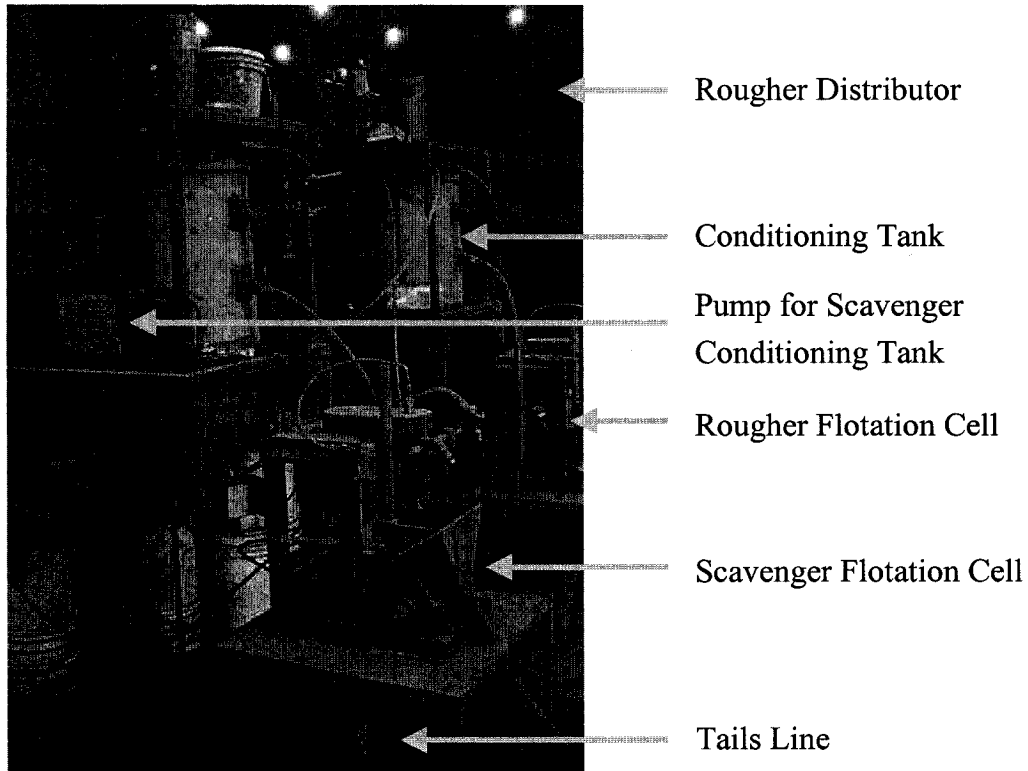 Rougher Distributor
Conditioning Tank
Pump for Scavenger
Conditioning Tank
Rougher Flotation Cell
Scavenger Flotation Cell
Tails Line